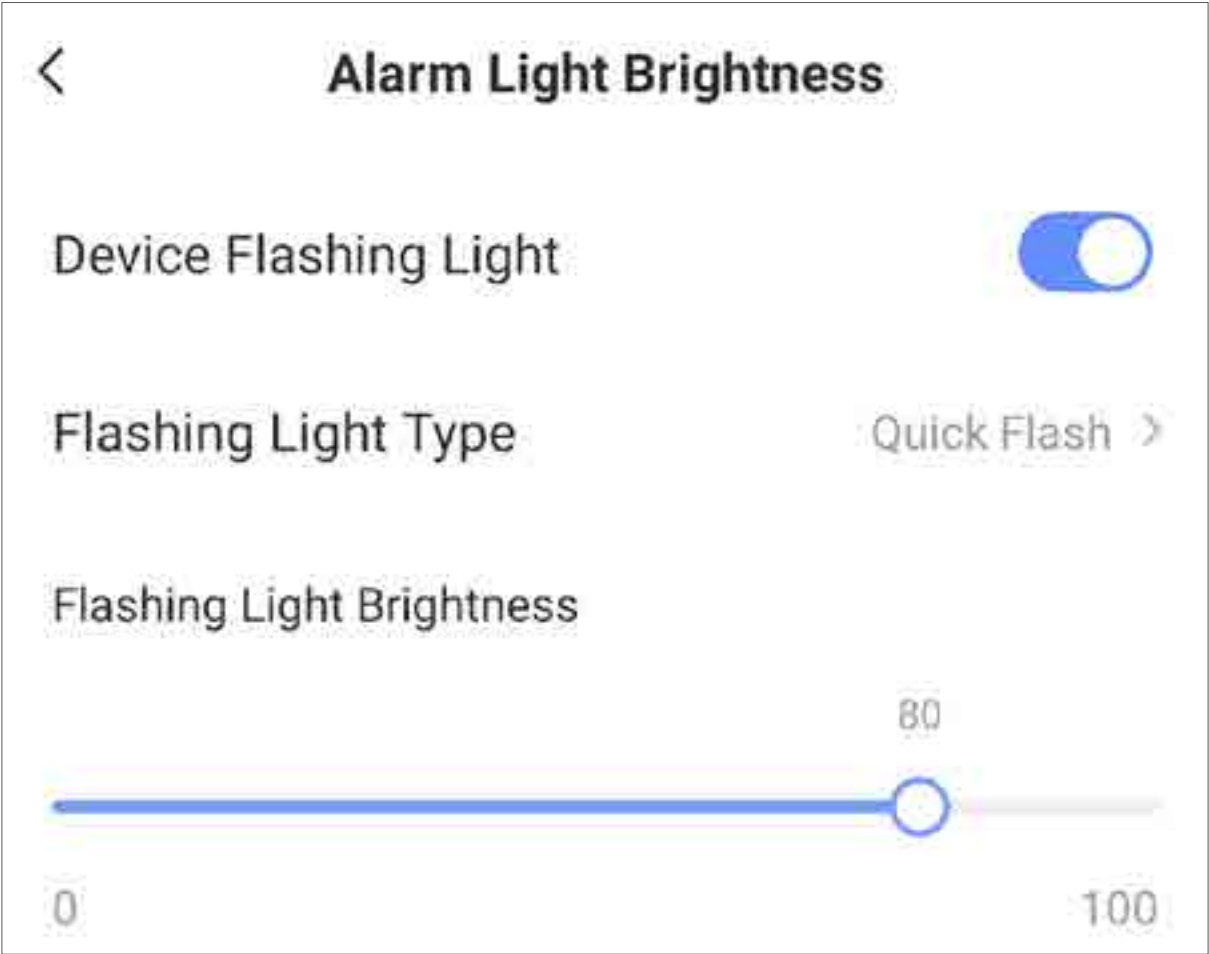 Alarm Light Brightness
Device Flashing Light
Flashing Light Type Quick Flash
Flashing Light Brightness
80
0 100